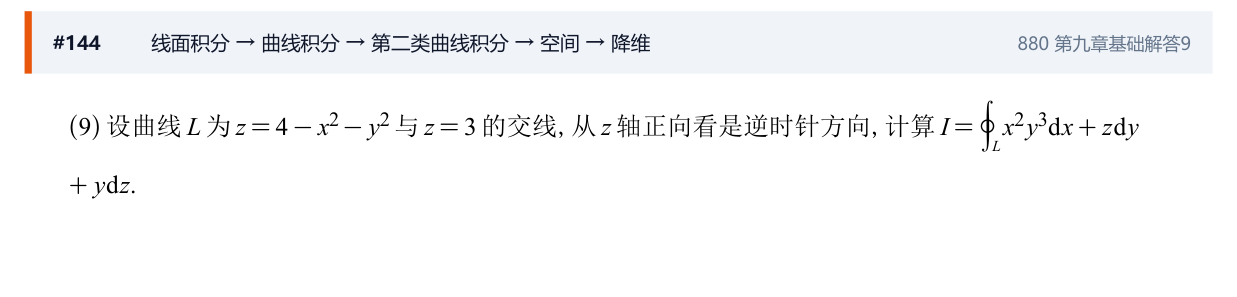 #144 线面积分 → 曲线积分 → 第二类曲线积分 → 空间 → 降维 880 第九章基础解答9
(9) 设曲线 L 为 z = 4 − x² − y² 与 z = 3 的交线, 从 z 轴正向看是逆时针方向, 计算 I = ∮_L x²y³dx + zdy
+ ydz.